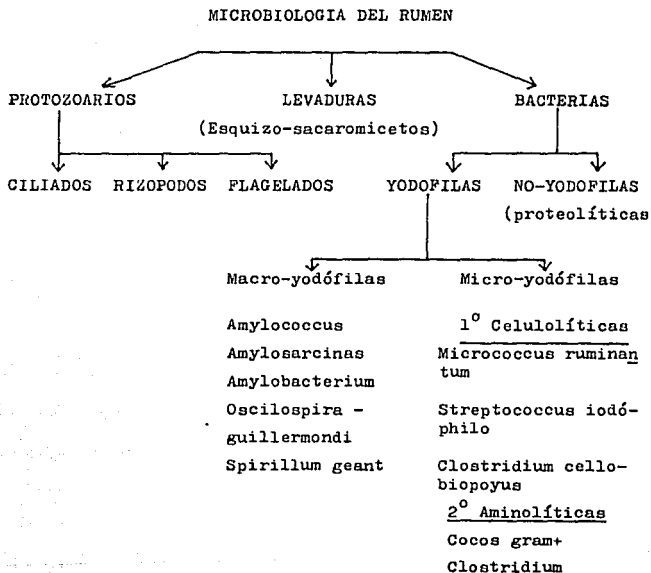 MICROBIOLOGIA DEL RUMEN
PROTOZOARIOS LEVADURAS BACTERIAS
(Esquizo-sacaromicetos)
CILIADOS RIZOPODOS FLAGELADOS YODOFILAS NO-YODOFILAS
(proteolíticas
Macro-yodófilas Micro-yodófilas
Amylococcus 1º Celulolíticas
Amylosarcinas Micrococcus ruminan
tum
Amylobacterium
Oscilospira - Streptococcus iodó-
guillermondi philo
Spirillum geant Clostridium cello-
biopoyus
2º Aminolíticas
Cocos gram+
Clostridium